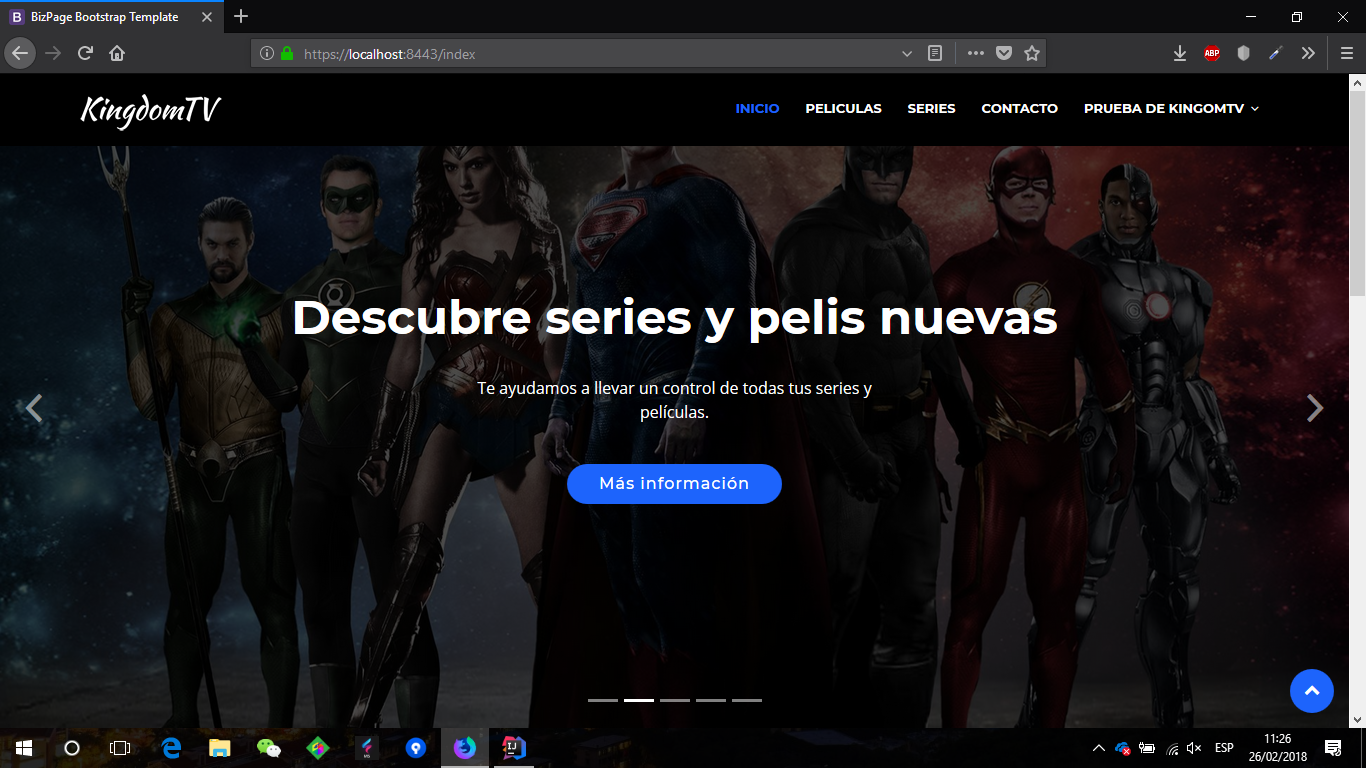 BizPage Bootstrap Template
https://localhost:8443/index
ABP
KingdomTV
INICIO PELICULAS SERIES CONTACTO PRUEBA DE KINGOMTV
Descubre series y pelis nuevas
Te ayudamos a llevar un control de todas tus series y
películas.
Más información
ESP
11:26
26/02/2018